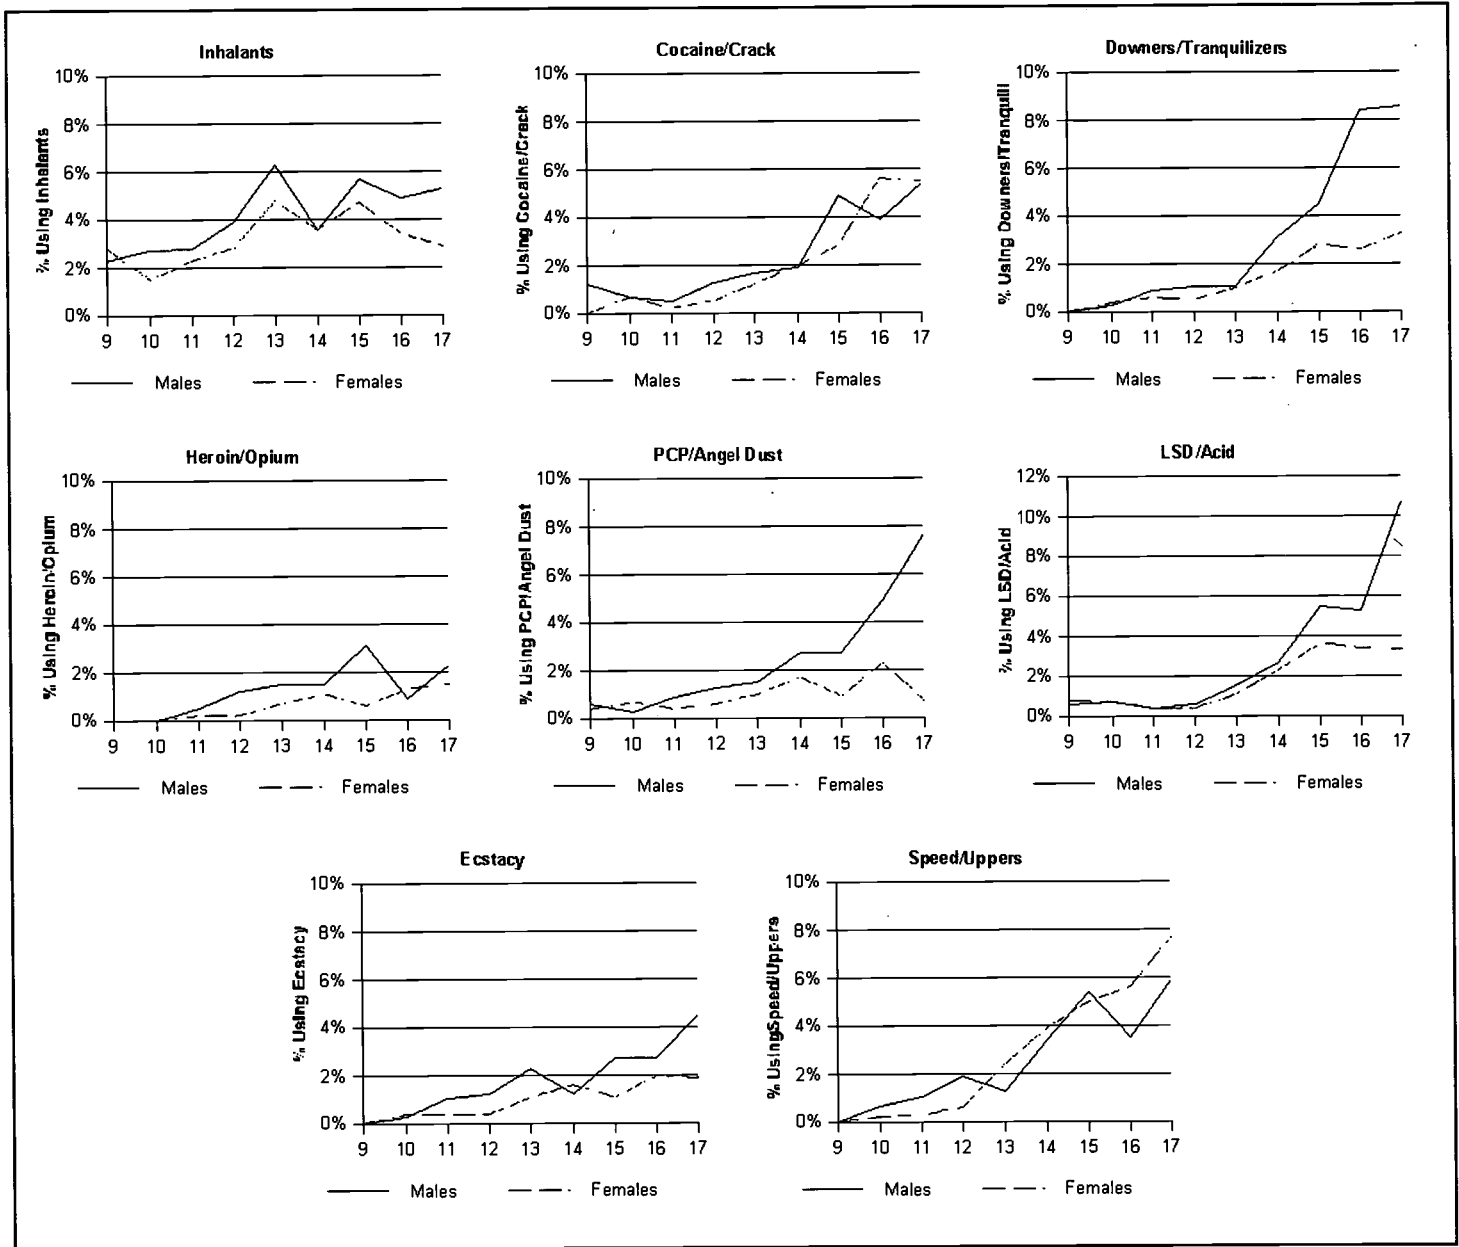 Inhalants
% Using Inhalants
10%
8%
6%
4%
2%
0%
9 10 11 12 13 14 15 16 17
Males Females
Cocaine/Crack
% Using Cocaine/Crack
10%
8%
6%
4%
2%
0%
9 10 11 12 13 14 15 16 17
Males Females
Downers/Tranquilizers
% Using Downers/Tranquili
10%
8%
6%
4%
2%
0%
9 10 11 12 13 14 15 16 17
Males Females
Heroin/Opium
% Using Heroin/Opium
10%
8%
6%
4%
2%
0%
9 10 11 12 13 14 15 16 17
Males Females
PCP/Angel Dust
% Using PCP/Angel Dust
10%
8%
6%
4%
2%
0%
9 10 11 12 13 14 15 16 17
Males Females
LSD/Acid
% Using LSD/Acid
12%
10%
8%
6%
4%
2%
0%
9 10 11 12 13 14 15 16 17
Males Females
Ecstacy
% Using Ecstacy
10%
8%
6%
4%
2%
0%
9 10 11 12 13 14 15 16 17
Males Females
Speed/Uppers
% Using Speed/Uppers
10%
8%
6%
4%
2%
0%
9 10 11 12 13 14 15 16 17
Males Females